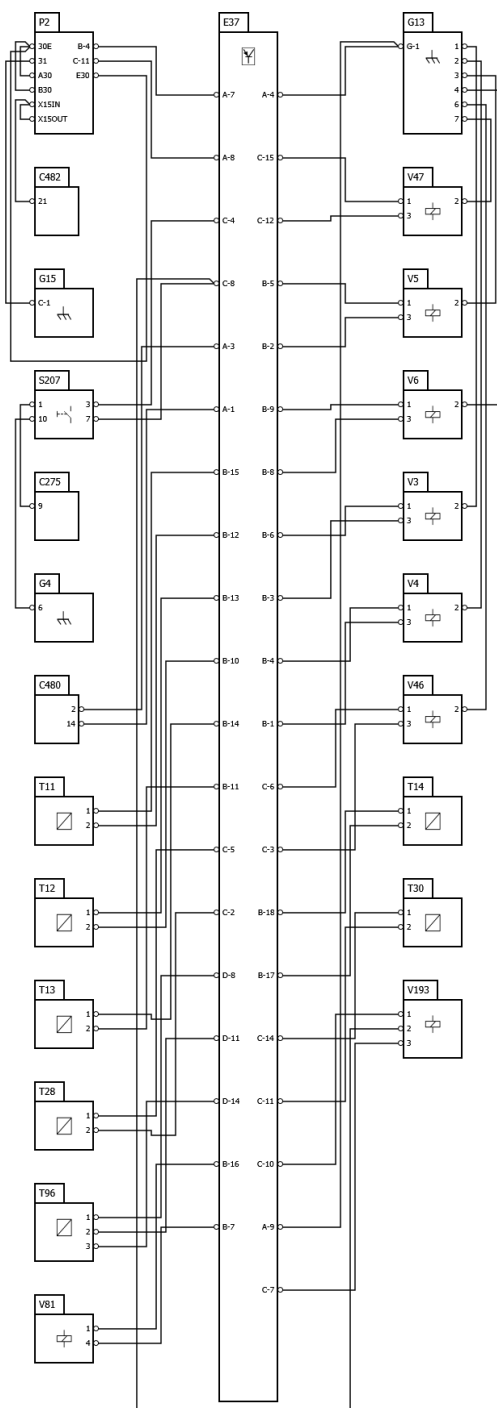 P2
30E B-4
31 C-11
A30 E30
B30
X15IN
X15OUT
C482
21
G15
C-1
S207
1 3
10 7
C275
9
G4
6
C480
2
14
T11
1
2
T12
1
2
T13
1
2
T28
1
2
T96
1
2
3
V81
1
4
E37
A-7 A-4
A-8 C-15
C-4 C-12
C-8 B-5
A-3 B-2
A-1 B-9
B-15 B-8
B-12 B-6
B-13 B-3
B-10 B-4
B-14 B-1
B-11 C-6
C-5 C-3
C-2 B-18
D-8 B-17
D-11 C-14
D-14 C-11
B-16 C-10
B-7 A-9
C-7
G13
G-1 1
2
3
4
6
7
V47
1 2
3
V5
1 2
3
V6
1 2
3
V3
1 2
3
V4
1 2
3
V46
1 2
3
T14
1
2
T30
1
2
V193
1
2
3